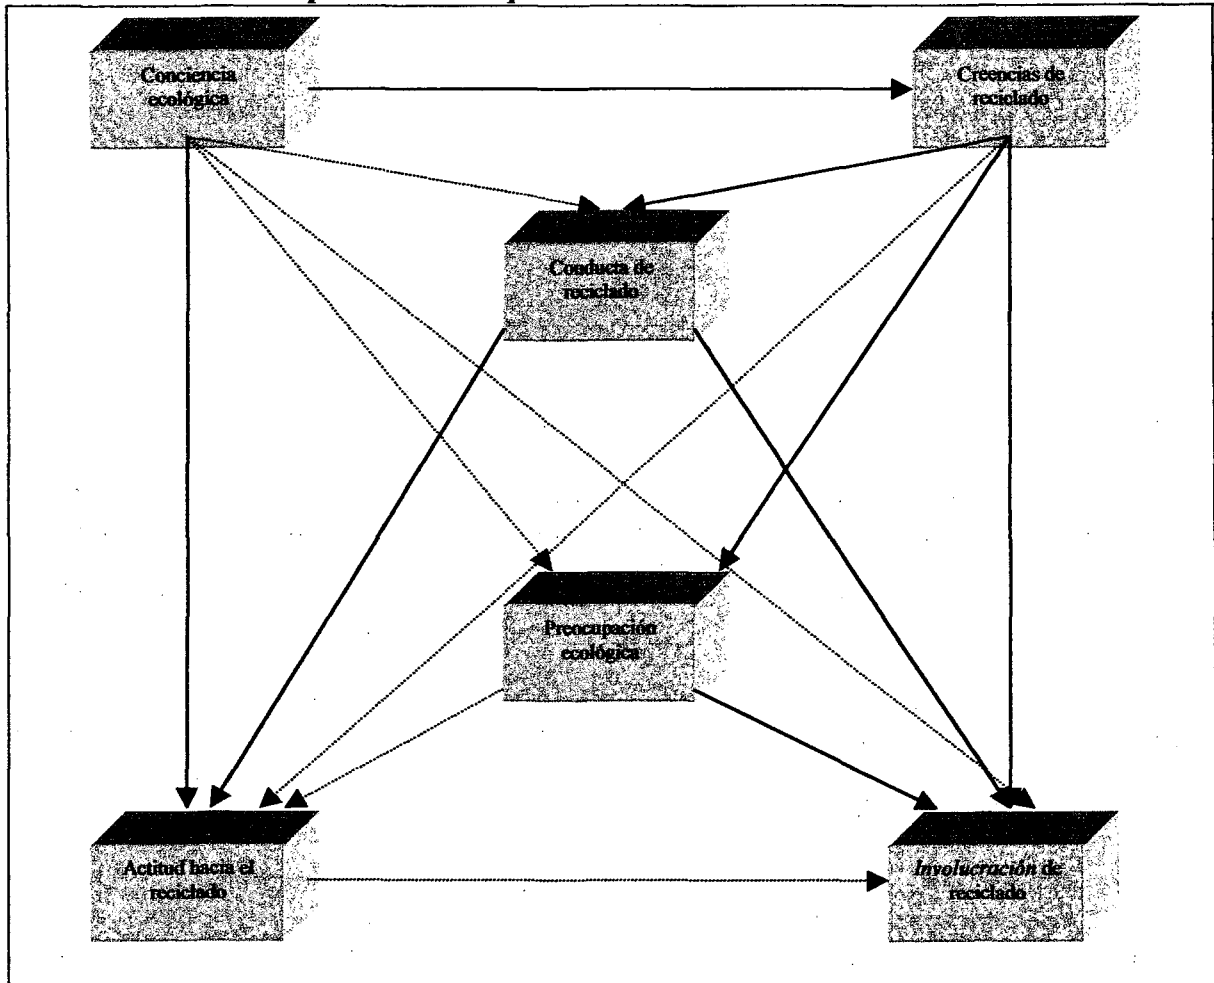 Conciencia
ecológica
Creencias de
reciclado
Conducta de
reciclado
Preocupación
ecológica
Actitud hacia el
reciclado
Involucración de
reciclado